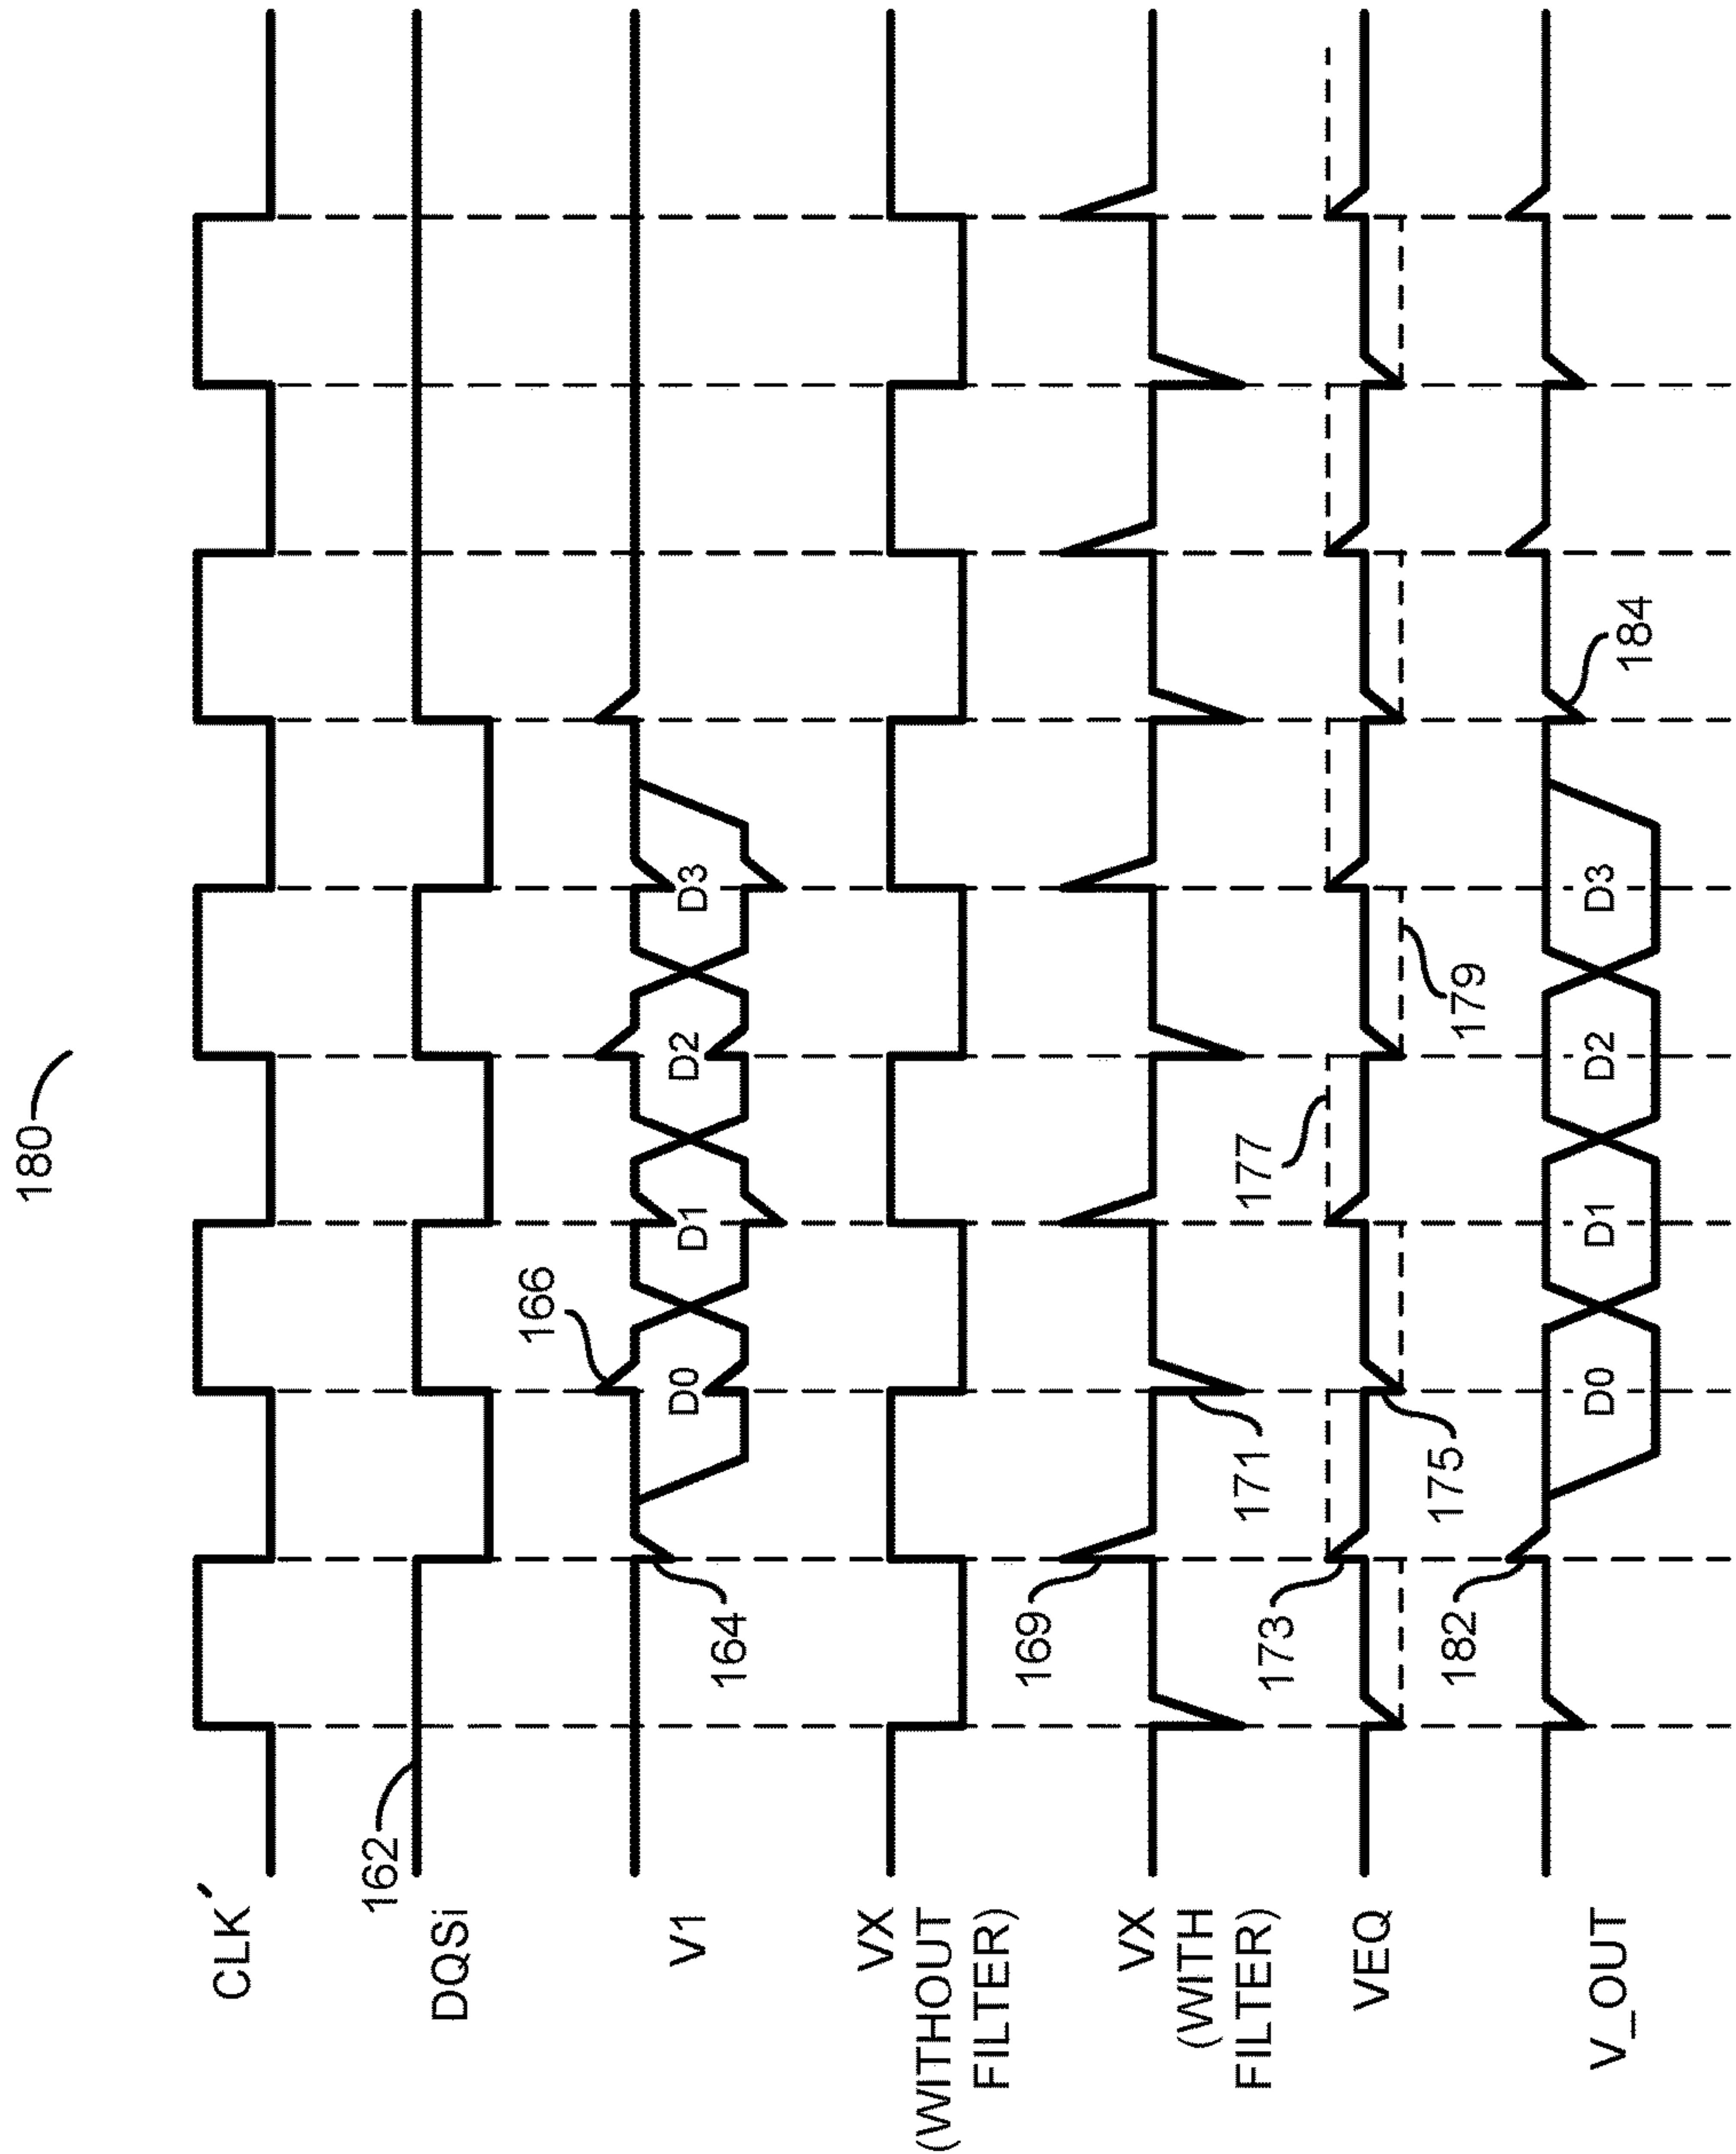 180
CLK'
162
DQSi
V1
164
166
D0
D1
D2
D3
VX
(WITHOUT
FILTER)
VX
(WITH
FILTER)
169
171
VEQ
173
175
177
179
V_OUT
182
D0
D1
D2
D3
184